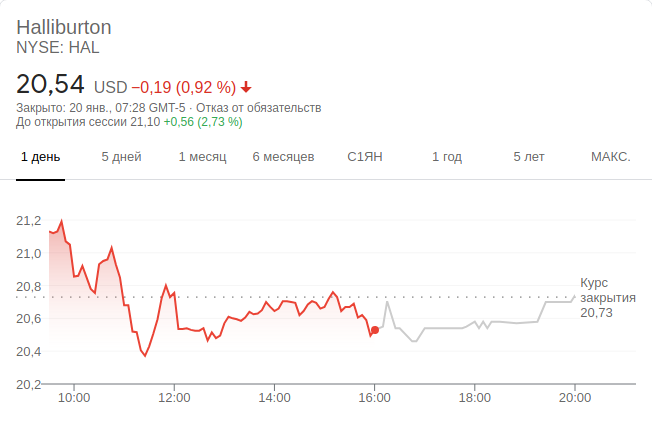 Halliburton
NYSE: HAL
20,54 USD −0,19 (0,92 %)
Закрыто: 20 янв., 07:28 GMT-5 · Отказ от обязательств
До открытия сессии 21,10 +0,56 (2,73 %)
1 день 5 дней 1 месяц 6 месяцев С1ЯН 1 год 5 лет МАКС.
21,2
21,0
20,8
20,6
20,4
20,2
Курс
закрытия
20,73
10:00 12:00 14:00 16:00 18:00 20:00